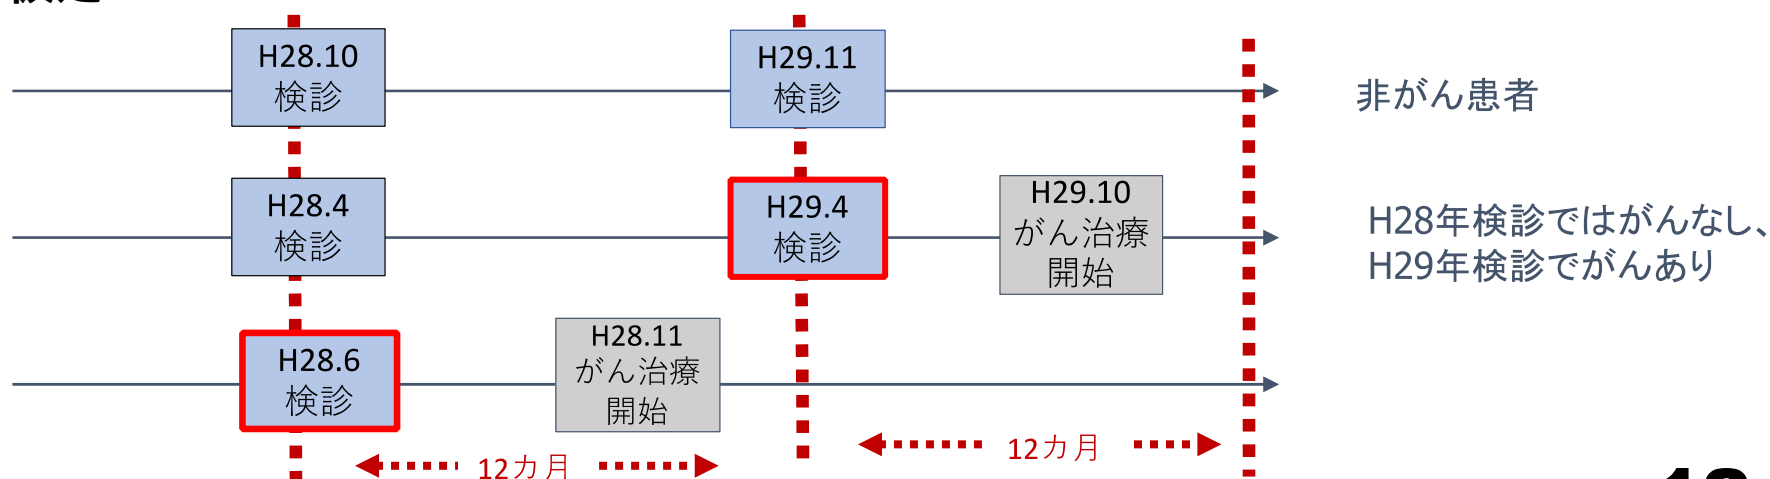 H28.10
検診
H29.11
検診
非がん患者
H28.4
検診
H29.4
検診
H29.10
がん治療
開始
H28年検診ではがんなし、
H29年検診でがんあり
H28.6
検診
H28.11
がん治療
開始
12カ月
12カ月